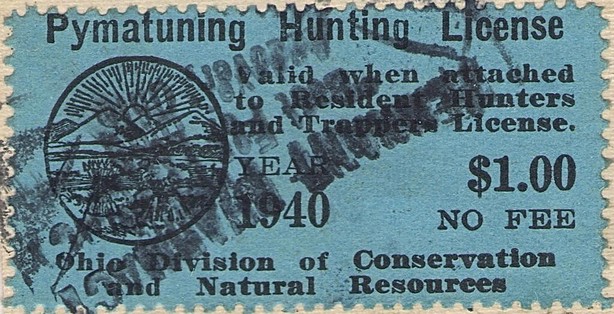 Pymatuning Hunting License
Valid when attached
to Resident Hunters
and Trappers License.
YEAR
1940
$1.00
NO FEE
Ohio Division of Conservation
and Natural Resources